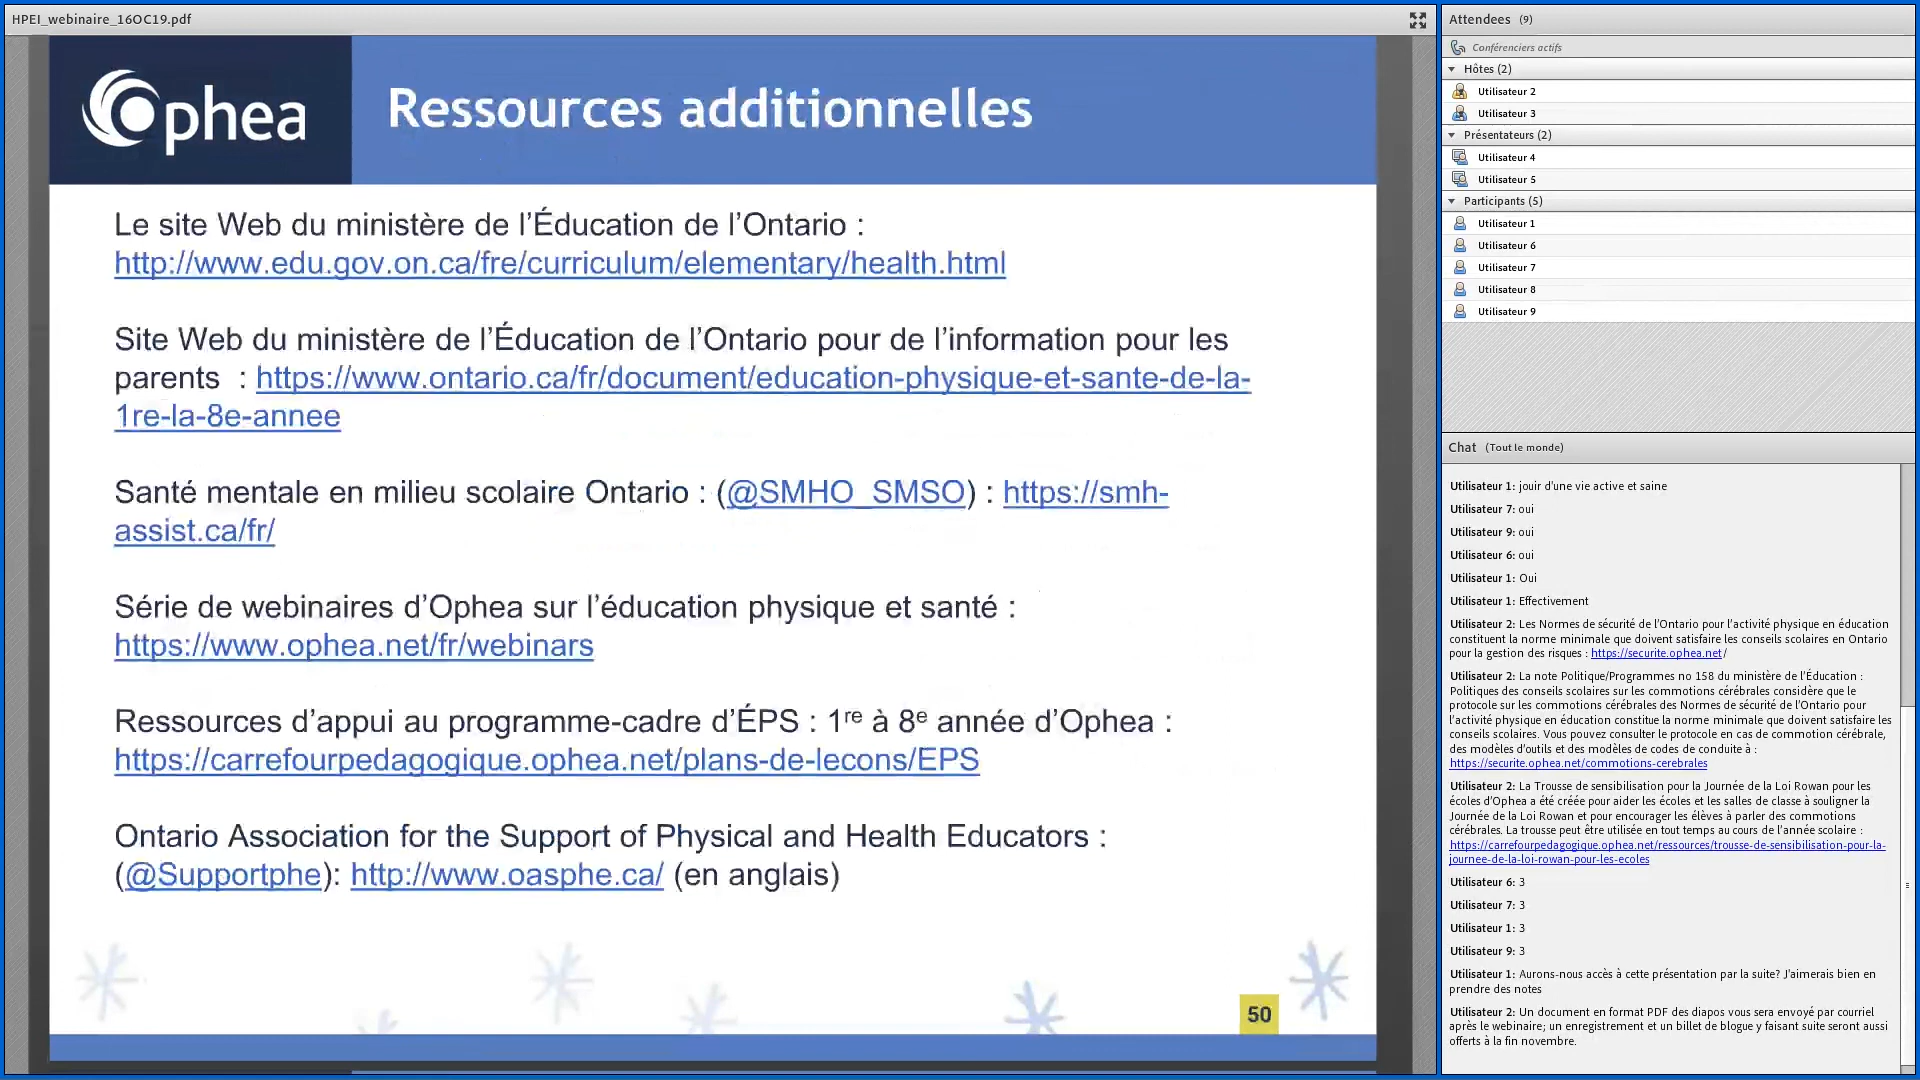 HPEI_webinaire_16OC19.pdf
Ophea
Ressources additionnelles
Le site Web du ministère de l’Éducation de l’Ontario :
http://www.edu.gov.on.ca/fre/curriculum/elementary/health.html
Site Web du ministère de l’Éducation de l’Ontario pour de l’information pour les
parents : https://www.ontario.ca/fr/document/education-physique-et-sante-de-la-
1re-la-8e-annee
Santé mentale en milieu scolaire Ontario : (@SMHO_SMSO) : https://smh-
assist.ca/fr/
Série de webinaires d’Ophea sur l’éducation physique et santé :
https://www.ophea.net/fr/webinars
Ressources d’appui au programme-cadre d’ÉPS : 1re à 8e année d’Ophea :
https://carrefourpedagogique.ophea.net/plans-de-lecons/EPS
Ontario Association for the Support of Physical and Health Educators :
(@Supportphe): http://www.oasphe.ca/ (en anglais)
50
Attendees (9)
Conférenciers actifs
Hôtes (2)
Utilisateur 2
Utilisateur 3
Présentateurs (2)
Utilisateur 4
Utilisateur 5
Participants (5)
Utilisateur 1
Utilisateur 6
Utilisateur 7
Utilisateur 8
Utilisateur 9
Chat (Tout le monde)
Utilisateur 1: jouir d’une vie active et saine
Utilisateur 7: oui
Utilisateur 9: oui
Utilisateur 6: oui
Utilisateur 1: Oui
Utilisateur 1: Effectivement
Utilisateur 2: Les Normes de sécurité de l’Ontario pour l’activité physique en éducation
constituent la norme minimale que doivent satisfaire les conseils scolaires en Ontario
pour la gestion des risques : https://securite.ophea.net/
Utilisateur 2: La note Politique/Programmes no 158 du ministère de l’Éducation :
Politiques des conseils scolaires sur les commotions cérébrales considère que le
protocole sur les commotions cérébrales des Normes de sécurité de l’Ontario pour
l’activité physique en éducation constitue la norme minimale que doivent satisfaire les
conseils scolaires. Vous pouvez consulter le protocole en cas de commotion cérébrale,
des modèles d’outils et des modèles de codes de conduite à :
https://securite.ophea.net/commotions-cerebrales
Utilisateur 2: La Trousse de sensibilisation pour la Journée de la Loi Rowan pour les
écoles d’Ophea a été créée pour aider les écoles et les salles de classe à souligner la
Journée de la Loi Rowan et pour encourager les élèves à parler des commotions
cérébrales. La trousse peut être utilisée en tout temps au cours de l’année scolaire :
https://carrefourpedagogique.ophea.net/ressources/trousse-de-sensibilisation-pour-la-
journee-de-la-loi-rowan-pour-les-ecoles
Utilisateur 6: 3
Utilisateur 7: 3
Utilisateur 1: 3
Utilisateur 9: 3
Utilisateur 1: Aurons-nous accès à cette présentation par la suite? J’aimerais bien en
prendre des notes
Utilisateur 2: Un document en format PDF des diapos vous sera envoyé par courriel
après le webinaire; un enregistrement et un billet de blogue y faisant suite seront aussi
offerts à la fin novembre.